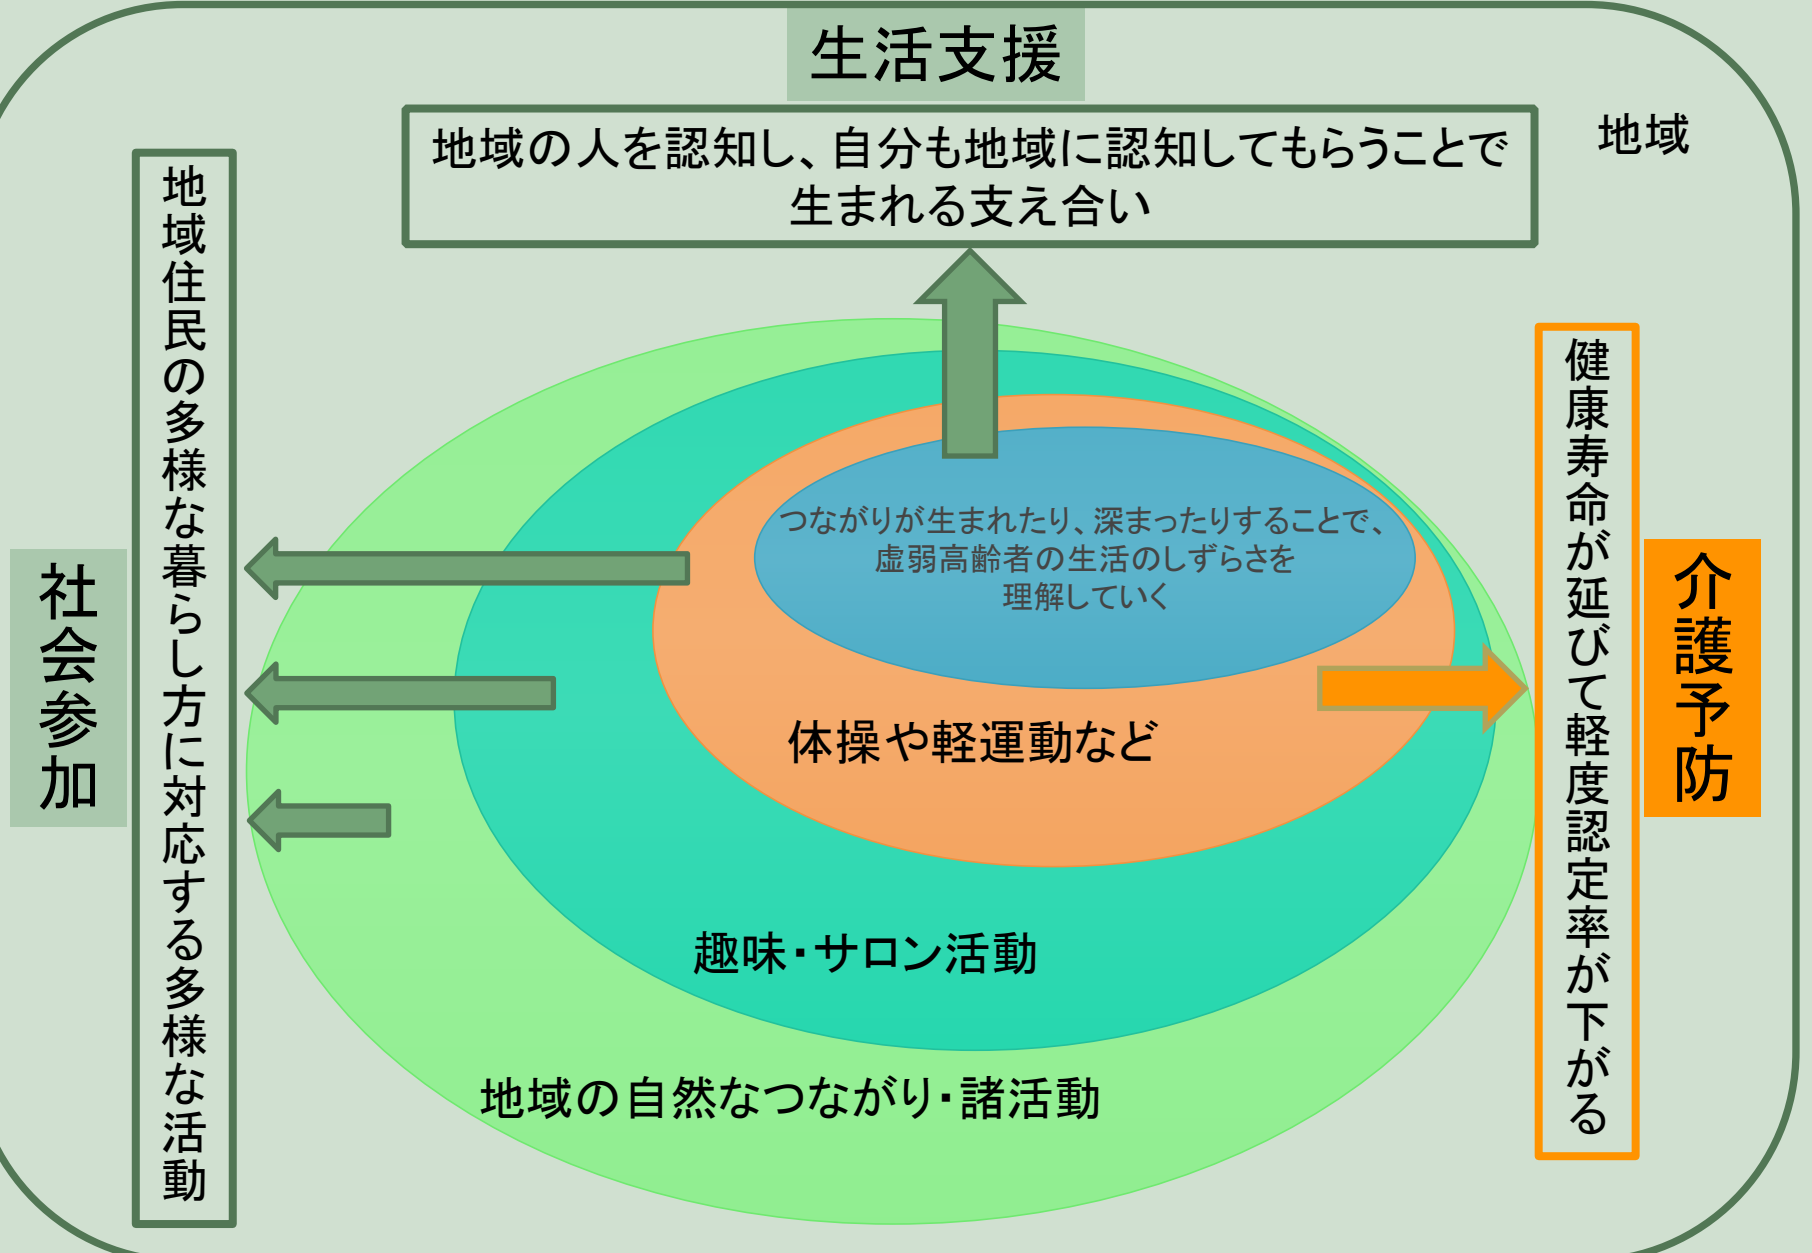 生活支援
地域の人を認知し、自分も地域に認知してもらうことで
生まれる支え合い
地域
地域住民の多様な暮らし方に対応する多様な活動
社会参加
つながりが生まれたり、深まったりすることで、
虚弱高齢者の生活のしずらさを
理解していく
体操や軽運動など
趣味・サロン活動
地域の自然なつながり・諸活動
健康寿命が延びて軽度認定率が下がる
介護予防